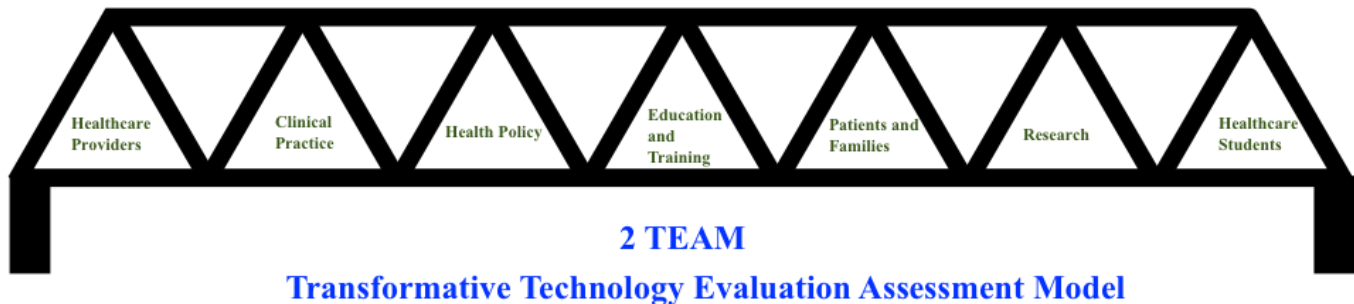 Healthcare
Providers
Clinical
Practice
Health Policy
Education
and
Training
Patients and
Families
Research
Healthcare
Students
2 TEAM
Transformative Technology Evaluation Assessment Model